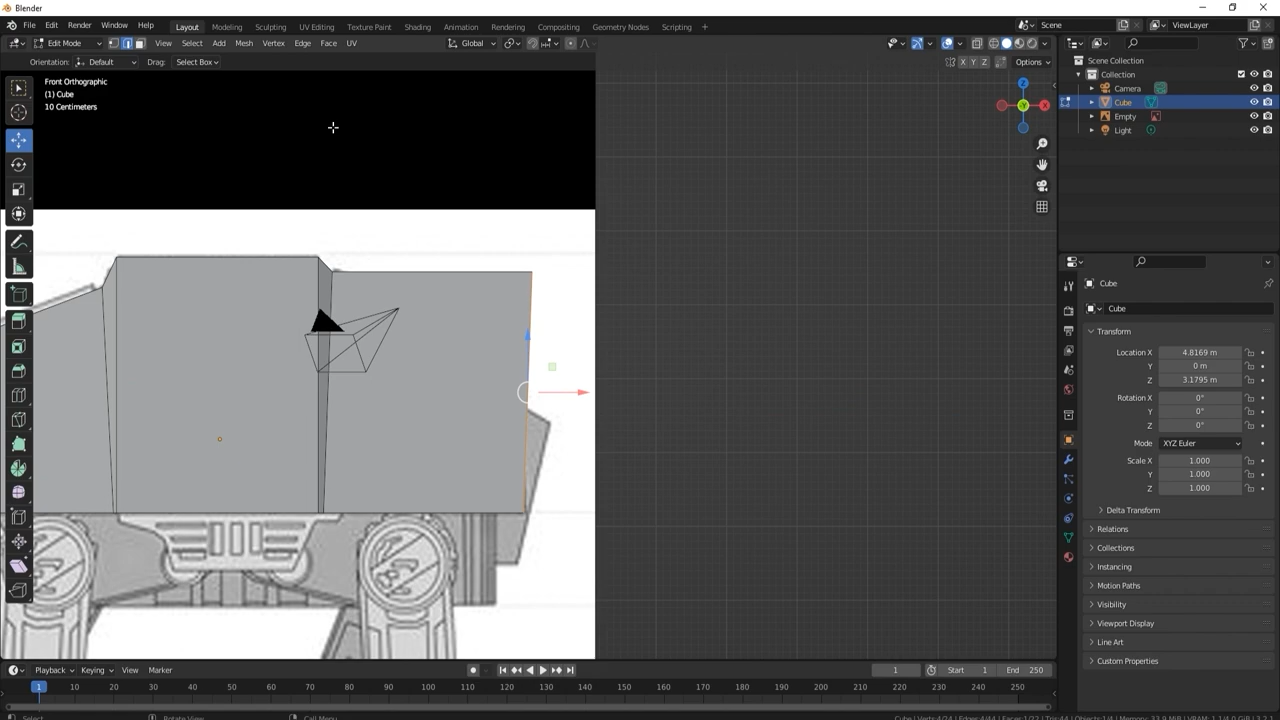 Blender
File Edit Render Window Help
Layout Modeling Sculpting UV Editing Texture Paint Shading Animation Rendering Compositing Geometry Nodes Scripting +
Scene
ViewLayer
Edit Mode View Select Add Mesh Vertex Edge Face UV
Global
Orientation: Default Drag: Select Box
X Y Z Options
Front Orthographic
(1) Cube
10 Centimeters
Z
Y
X
Scene Collection
Collection
Camera
Cube
Empty
Light
Cube
Cube
Transform
Location X 4.8169 m
Y 0 m
Z 3.1795 m
Rotation X 0°
Y 0°
Z 0°
Mode XYZ Euler
Scale X 1.000
Y 1.000
Z 1.000
Delta Transform
Relations
Collections
Instancing
Motion Paths
Visibility
Viewport Display
Line Art
Custom Properties
Playback Keying View Marker
1 Start 1 End 250
1 10 20 30 40 50 60 70 80 90 100 110 120 130 140 150 160 170 180 190 200 210 220 230 240 250
Select Rotate View Call Menu